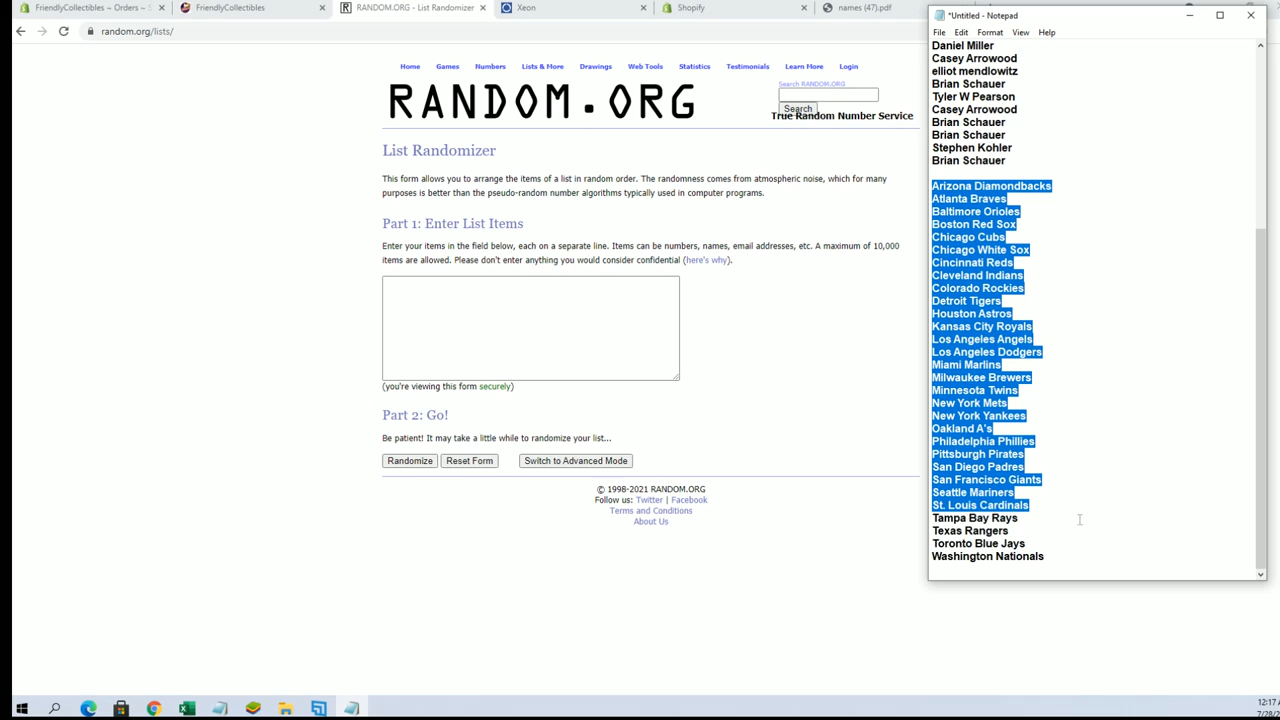 FriendlyCollectibles ~ Orders ~ S
FriendlyCollectibles
RANDOM.ORG - List Randomizer
Xeon
Shopify
names (47).pdf
random.org/lists/
Home
Games
Numbers
Lists & More
Drawings
Web Tools
Statistics
Testimonials
Learn More
Login
RANDOM.ORG
Search RANDOM.ORG
Search
True Random Number Service
List Randomizer
This form allows you to arrange the items of a list in random order. The randomness comes from atmospheric noise, which for many
purposes is better than the pseudo-random number algorithms typically used in computer programs.
Part 1: Enter List Items
Enter your items in the field below, each on a separate line. Items can be numbers, names, email addresses, etc. A maximum of 10,000
items are allowed. Please don't enter anything you would consider confidential (here's why).
(you're viewing this form securely)
Part 2: Go!
Be patient! It may take a little while to randomize your list...
Randomize
Reset Form
Switch to Advanced Mode
© 1998-2021 RANDOM.ORG
Follow us: Twitter | Facebook
Terms and Conditions
About Us
*Untitled - Notepad
File Edit Format View Help
Daniel Miller
Casey Arrowood
elliot mendlowitz
Brian Schauer
Tyler W Pearson
Casey Arrowood
Brian Schauer
Brian Schauer
Stephen Kohler
Brian Schauer
Arizona Diamondbacks
Atlanta Braves
Baltimore Orioles
Boston Red Sox
Chicago Cubs
Chicago White Sox
Cincinnati Reds
Cleveland Indians
Colorado Rockies
Detroit Tigers
Houston Astros
Kansas City Royals
Los Angeles Angels
Los Angeles Dodgers
Miami Marlins
Milwaukee Brewers
Minnesota Twins
New York Mets
New York Yankees
Oakland A's
Philadelphia Phillies
Pittsburgh Pirates
San Diego Padres
San Francisco Giants
Seattle Mariners
St. Louis Cardinals
Tampa Bay Rays
Texas Rangers
Toronto Blue Jays
Washington Nationals
12:17
7/28/2